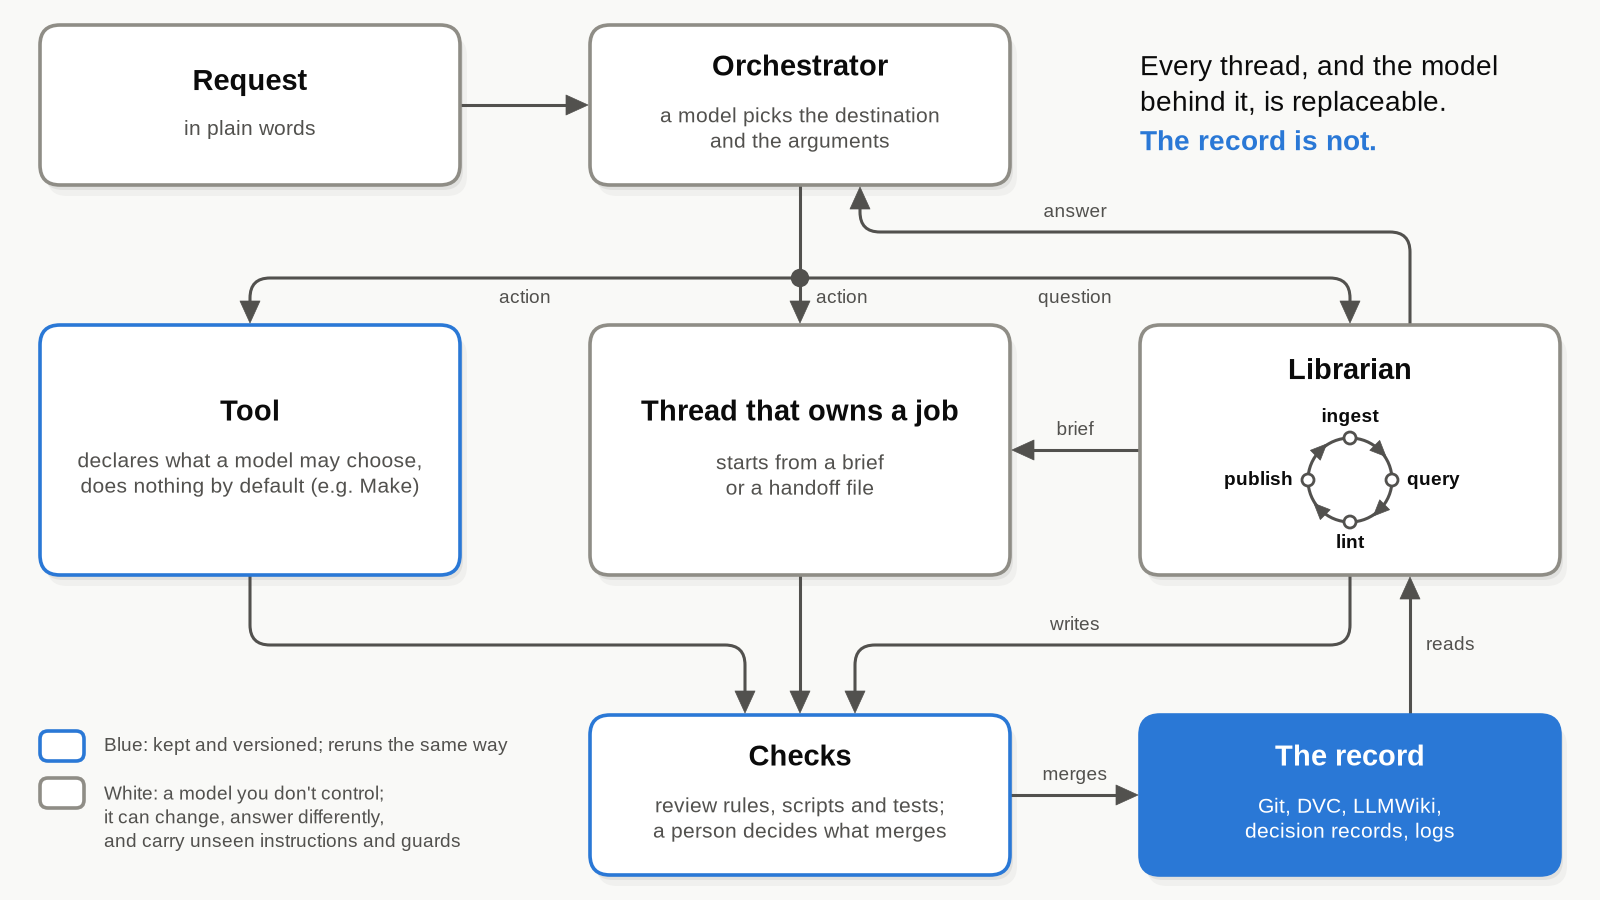 Request
in plain words
Orchestrator
a model picks the destination
and the arguments
Every thread, and the model
behind it, is replaceable.
The record is not.
answer
action
action
question
Tool
declares what a model may choose,
does nothing by default (e.g. Make)
Thread that owns a job
starts from a brief
or a handoff file
brief
Librarian
ingest
publish
query
lint
writes
reads
Blue: kept and versioned; reruns the same way
White: a model you don't control;
it can change, answer differently,
and carry unseen instructions and guards
Checks
review rules, scripts and tests;
a person decides what merges
merges
The record
Git, DVC, LLMWiki,
decision records, logs